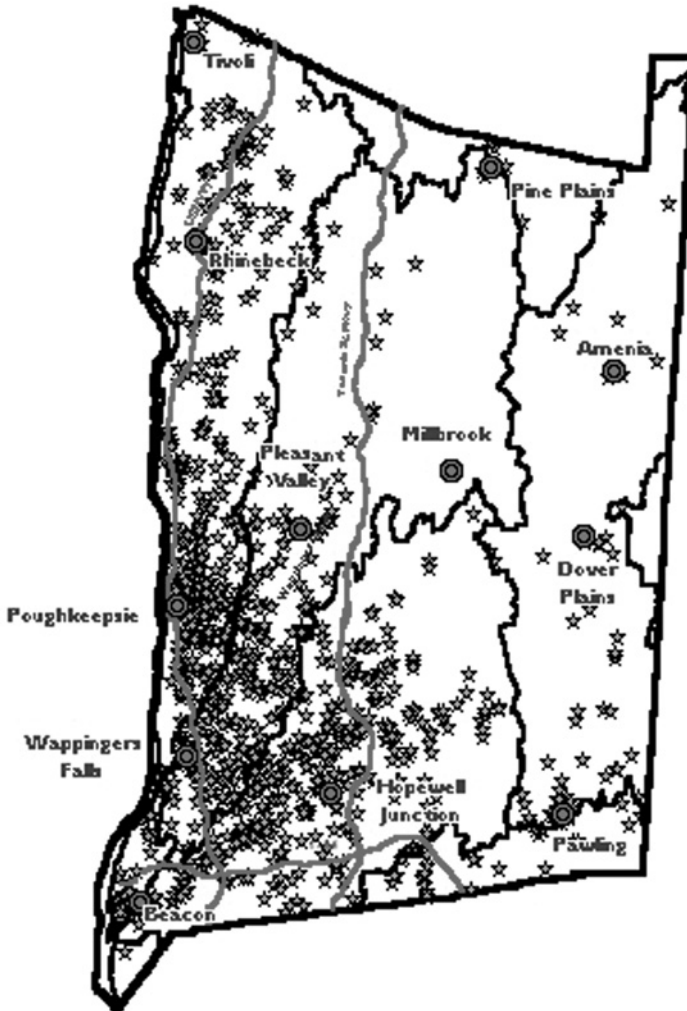 Tivoli
Pine Plains
Rhinebeck
Amenia
Millbrook
Pleasant
Valley
Dover
Plains
Poughkeepsie
Wappingers
Falls
Hopewell
Junction
Pawling
Beacon